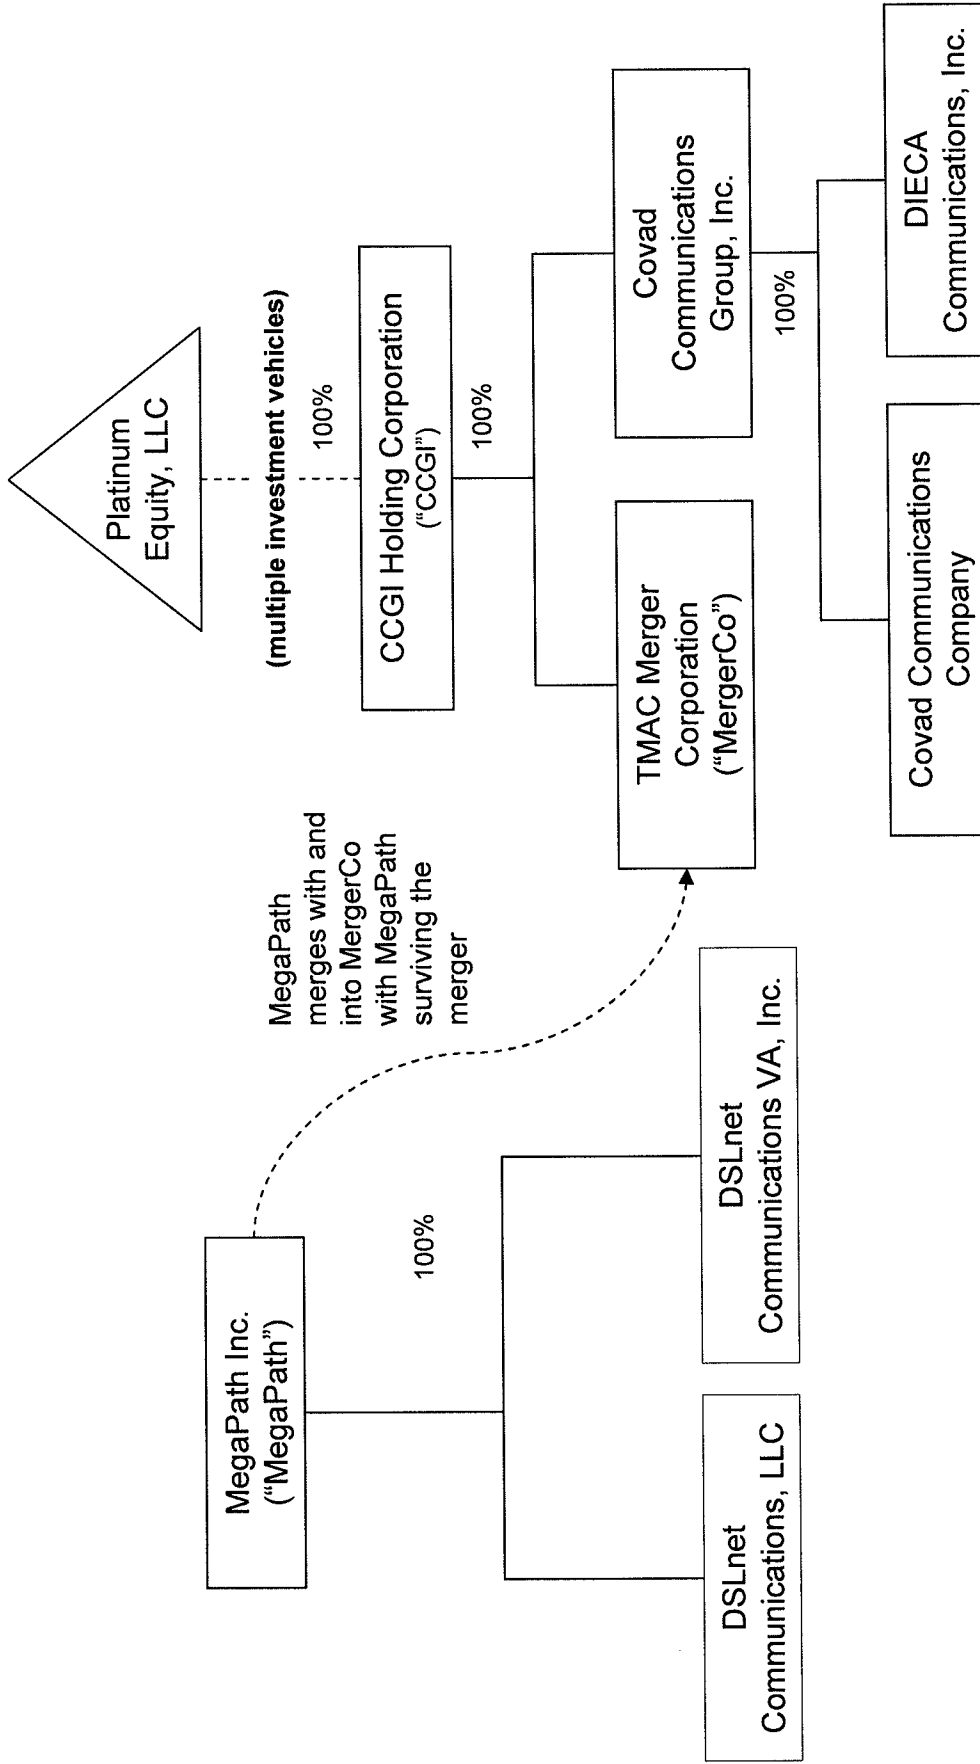 Platinum
Equity, LLC
(multiple investment vehicles)
100%
CCGI Holding Corporation
(“CCGI”)
100%
MegaPath Inc.
(“MegaPath”)
MegaPath
merges with and
into MergerCo
with MegaPath
surviving the
merger
100%
TMAC Merger
Corporation
(“MergerCo”)
Covad
Communications
Group, Inc.
100%
DSLnet
Communications, LLC
DSLnet
Communications VA, Inc.
Covad Communications
Company
DIECA
Communications, Inc.